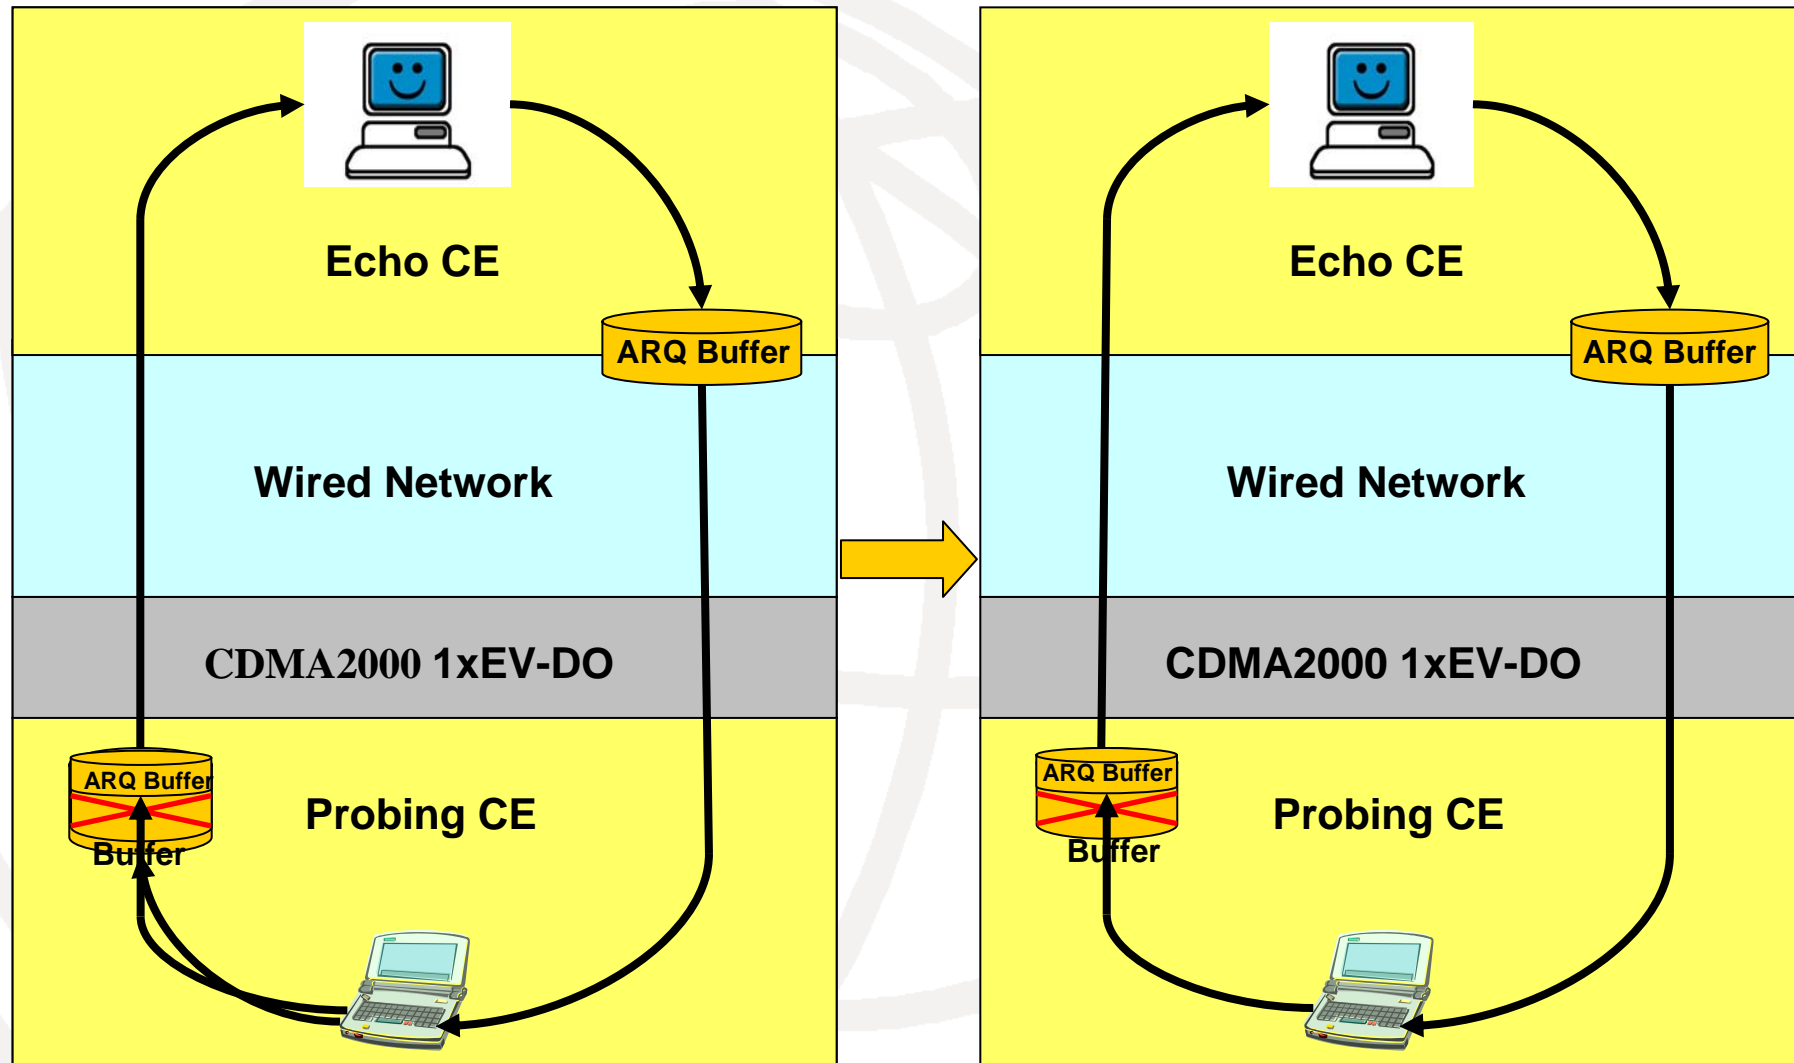 Echo CE
ARQ Buffer
Wired Network
CDMA2000 1xEV-DO
ARQ Buffer
Probing CE
Buffer
Echo CE
ARQ Buffer
Wired Network
CDMA2000 1xEV-DO
ARQ Buffer
Probing CE
Buffer